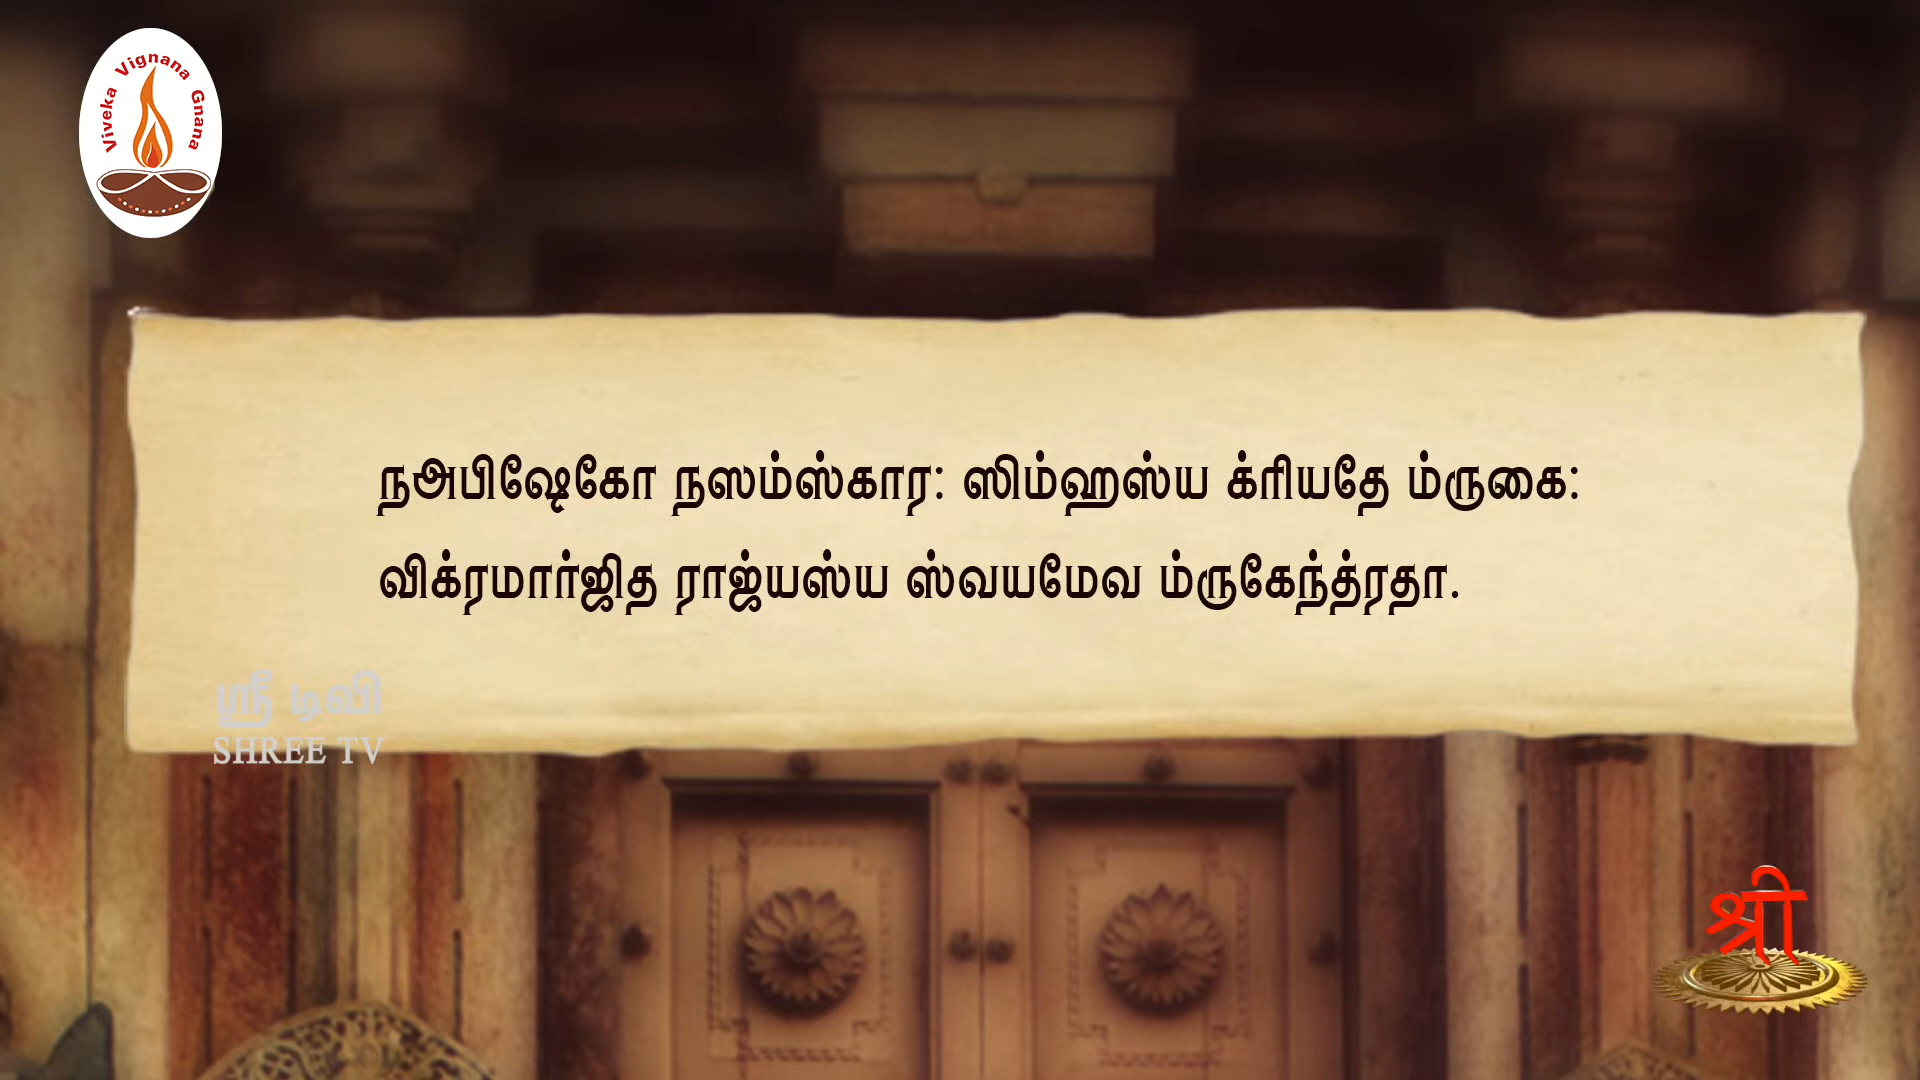 Viveka Vignana Gnana
நஅபிஷேகோ நஸம்ஸ்கார: ஸிம்ஹஸ்ய க்ரியதே ம்ருகை:
விக்ரமார்ஜித ராஜ்யஸ்ய ஸ்வயமேவ ம்ருகேந்த்ரதா.
ஸ்ரீ டிவி
SHREE TV
श्री